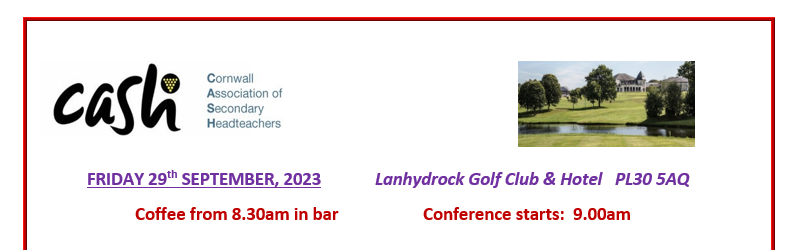 cash
Cornwall
Association of
Secondary
Headteachers
FRIDAY 29th SEPTEMBER, 2023 Lanhydrock Golf Club & Hotel PL30 5AQ
Coffee from 8.30am in bar Conference starts: 9.00am